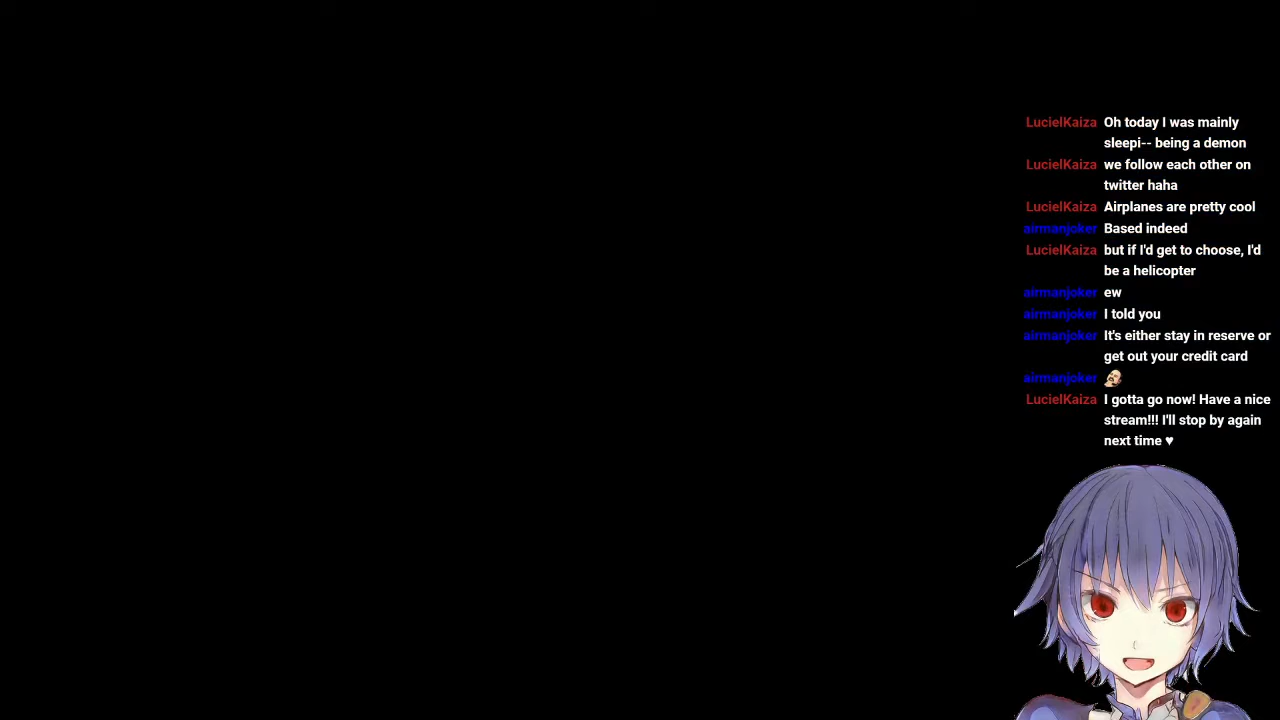 LucielKaiza Oh today I was mainly
sleepi-- being a demon
LucielKaiza we follow each other on
twitter haha
LucielKaiza Airplanes are pretty cool
airmanjoker Based indeed
LucielKaiza but if I'd get to choose, I'd
be a helicopter
airmanjoker ew
airmanjoker I told you
airmanjoker It's either stay in reserve or
get out your credit card
airmanjoker
LucielKaiza I gotta go now! Have a nice
stream!!! I'll stop by again
next time ♥